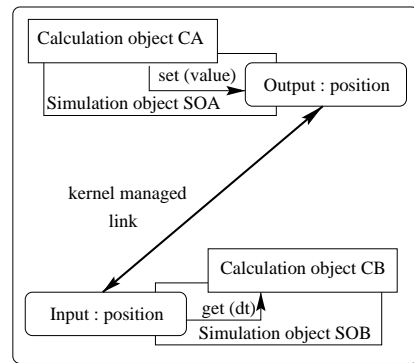 Calculation object CA
set (value)
Output : position
Simulation object SOA
kernel managed
link
Calculation object CB
Input : position
get (dt)
Simulation object SOB